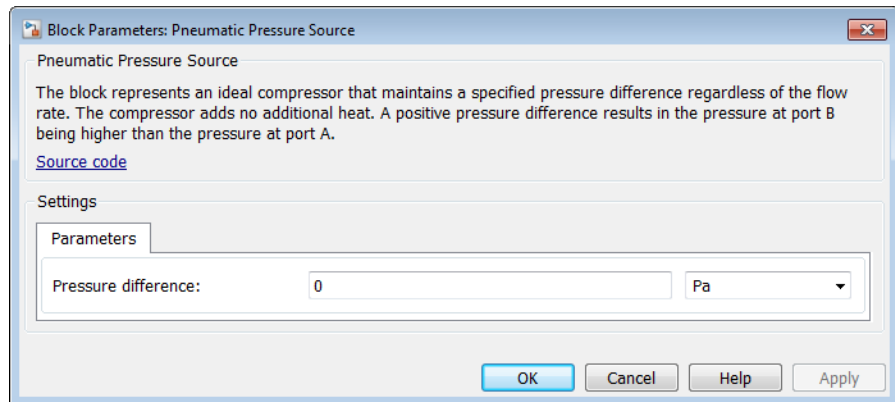 Block Parameters: Pneumatic Pressure Source
Pneumatic Pressure Source
The block represents an ideal compressor that maintains a specified pressure difference regardless of the flow
rate. The compressor adds no additional heat. A positive pressure difference results in the pressure at port B
being higher than the pressure at port A.
Source code
Settings
Parameters
Pressure difference: 0 Pa
OK Cancel Help Apply